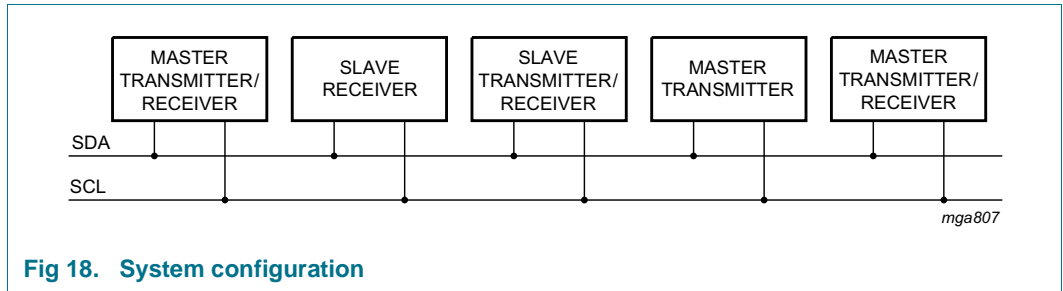 MASTER
TRANSMITTER/
RECEIVER
SLAVE
RECEIVER
SLAVE
TRANSMITTER/
RECEIVER
MASTER
TRANSMITTER
MASTER
TRANSMITTER/
RECEIVER
SDA
SCL
mga807
Fig 18. System configuration